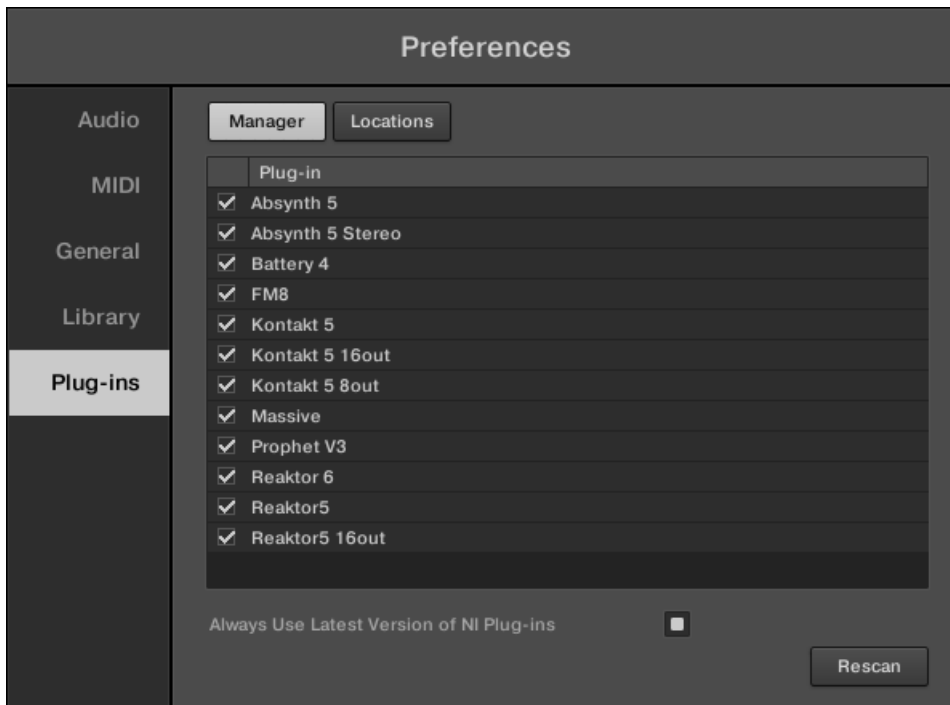 Preferences
Audio
MIDI
General
Library
Plug-ins
Manager
Locations
Plug-in
Absynth 5
Absynth 5 Stereo
Battery 4
FM8
Kontakt 5
Kontakt 5 16out
Kontakt 5 8out
Massive
Prophet V3
Reaktor 6
Reaktor5
Reaktor5 16out
Always Use Latest Version of NI Plug-ins
Rescan